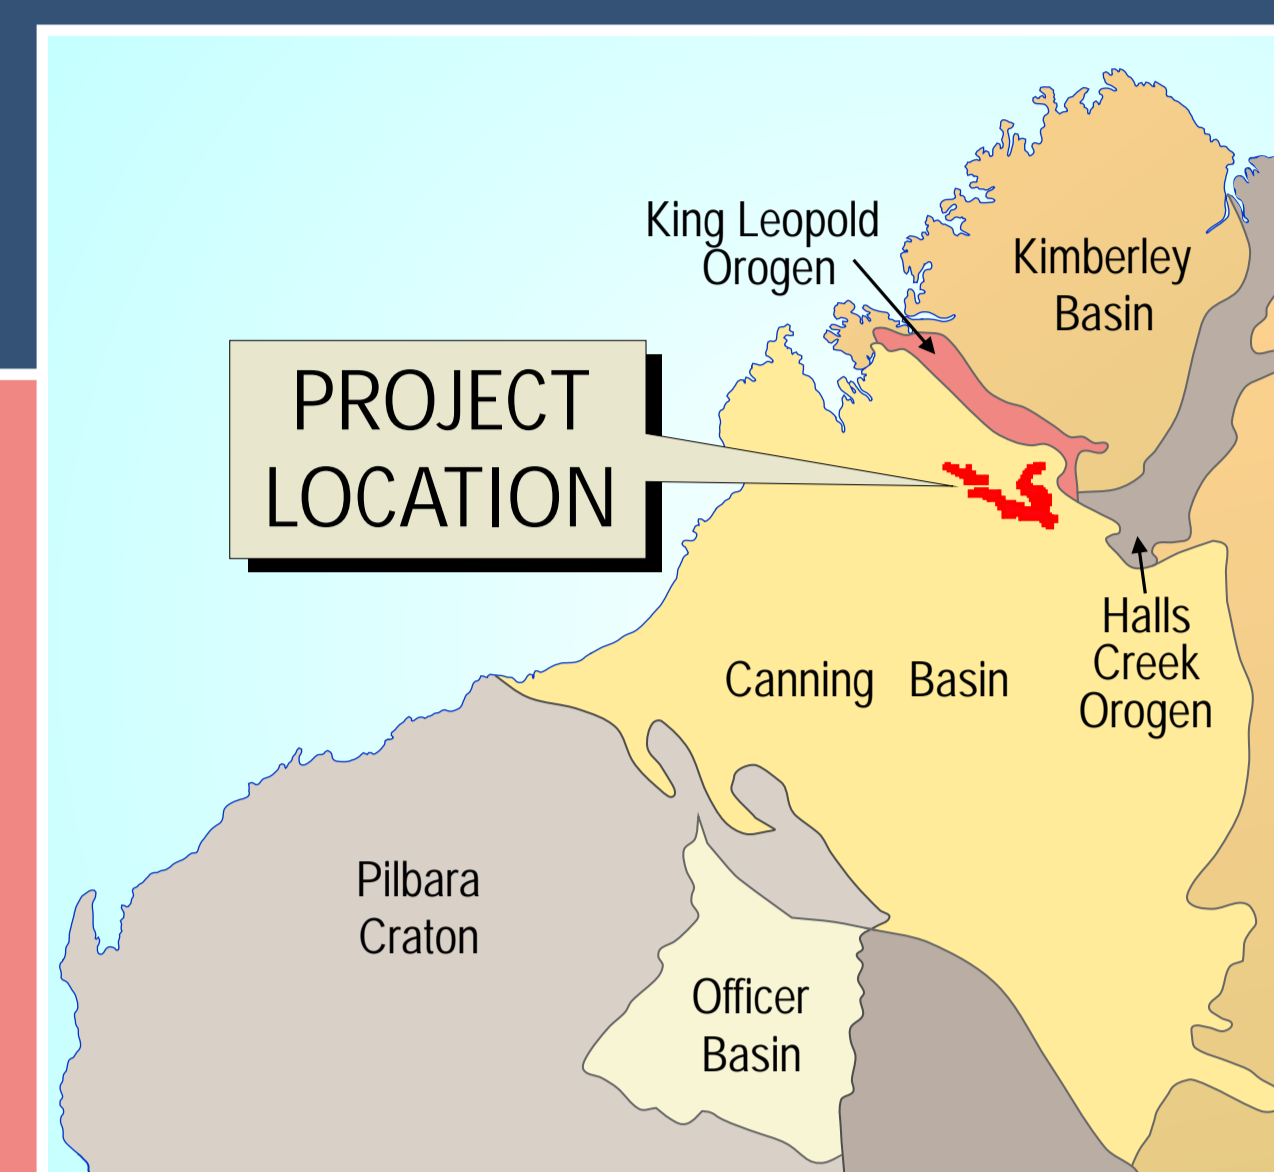 King Leopold
Orogen
Kimberley
Basin
PROJECT
LOCATION
Halls
Creek
Orogen
Canning Basin
Pilbara
Craton
Officer
Basin